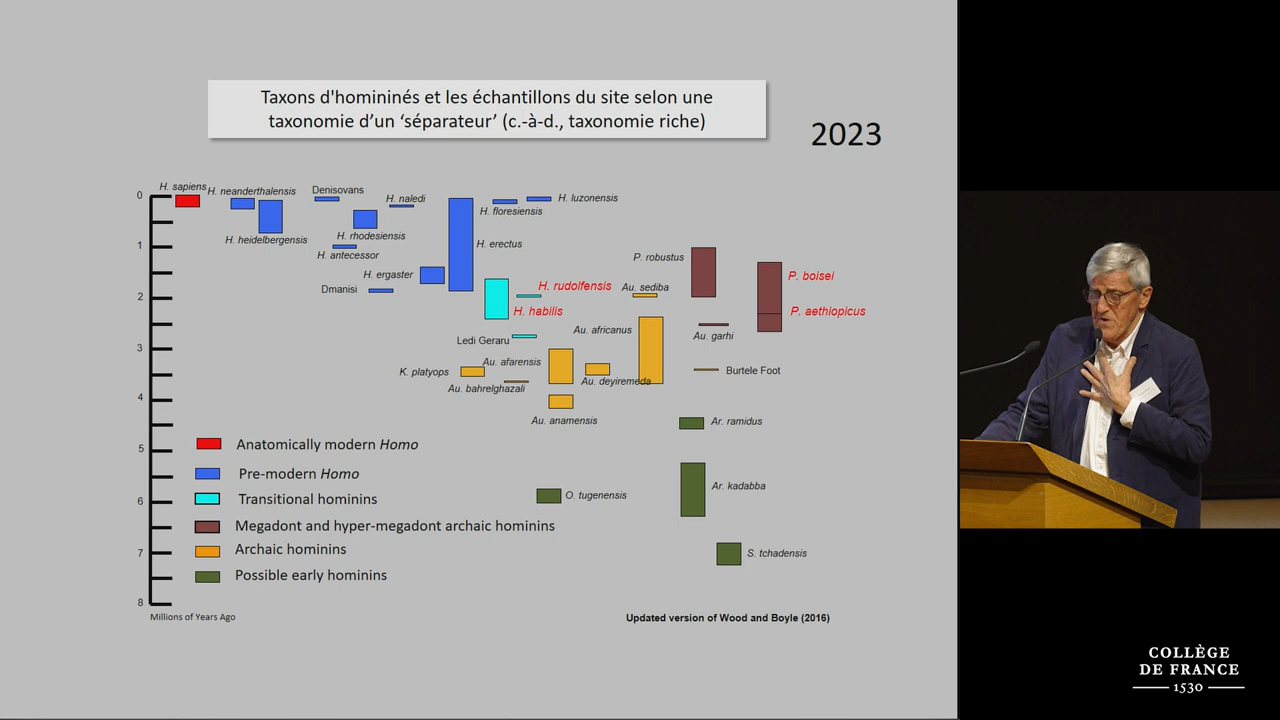 Taxons d'homininés et les échantillons du site selon une
taxonomie d’un ‘séparateur’ (c.-à-d., taxonomie riche)
2023
H. sapiens
H. neanderthalensis
Denisovans
H. naledi
H. luzonensis
H. floresiensis
H. heidelbergensis
H. rhodesiensis
H. antecessor
H. erectus
H. ergaster
Dmanisi
H. rudolfensis
H. habilis
P. robustus
Au. sediba
P. boisei
P. aethiopicus
Au. africanus
Au. garhi
Ledi Geraru
Au. afarensis
K. platyops
Au. bahrelghazali
Au. deyiremeda
Burtele Foot
Au. anamensis
Ar. ramidus
Ar. kadabba
O. tugenensis
S. tchadensis
0
1
2
3
4
5
6
7
8
Anatomically modern Homo
Pre-modern Homo
Transitional hominins
Megadont and hyper-megadont archaic hominins
Archaic hominins
Possible early hominins
Millions of Years Ago
Updated version of Wood and Boyle (2016)
COLLÈGE
DE FRANCE
1530